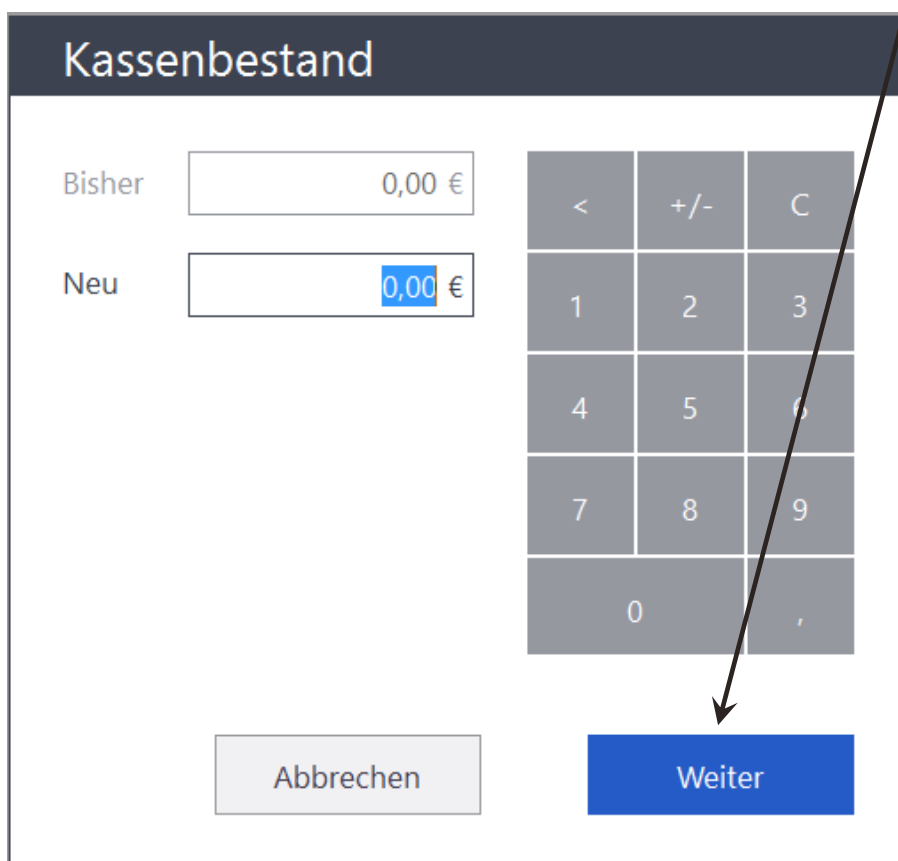 Kassenbestand
Bisher 0,00 €
Neu 0,00 €
< +/- C
1 2 3
4 5 6
7 8 9
0 ,
Abbrechen Weiter